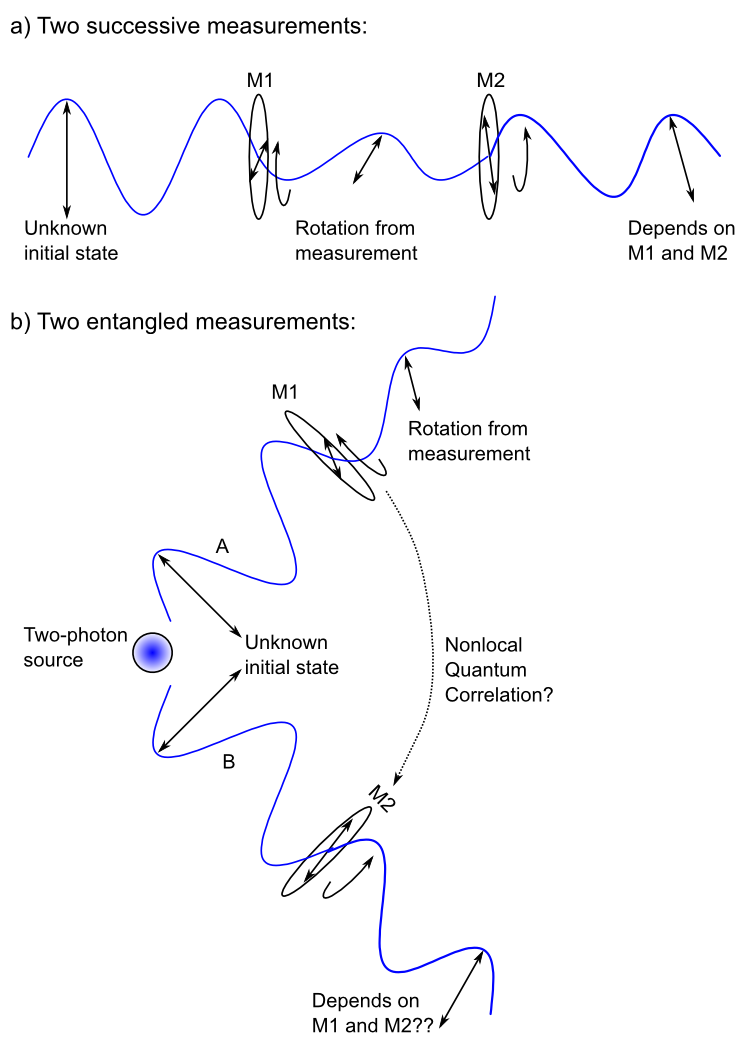 a) Two successive measurements:
M1
M2
Unknown
initial state
Rotation from
measurement
Depends on
M1 and M2
b) Two entangled measurements:
M1
Rotation from
measurement
A
Two-photon
source
Unknown
initial state
Nonlocal
Quantum
Correlation?
B
M2
Depends on
M1 and M2??